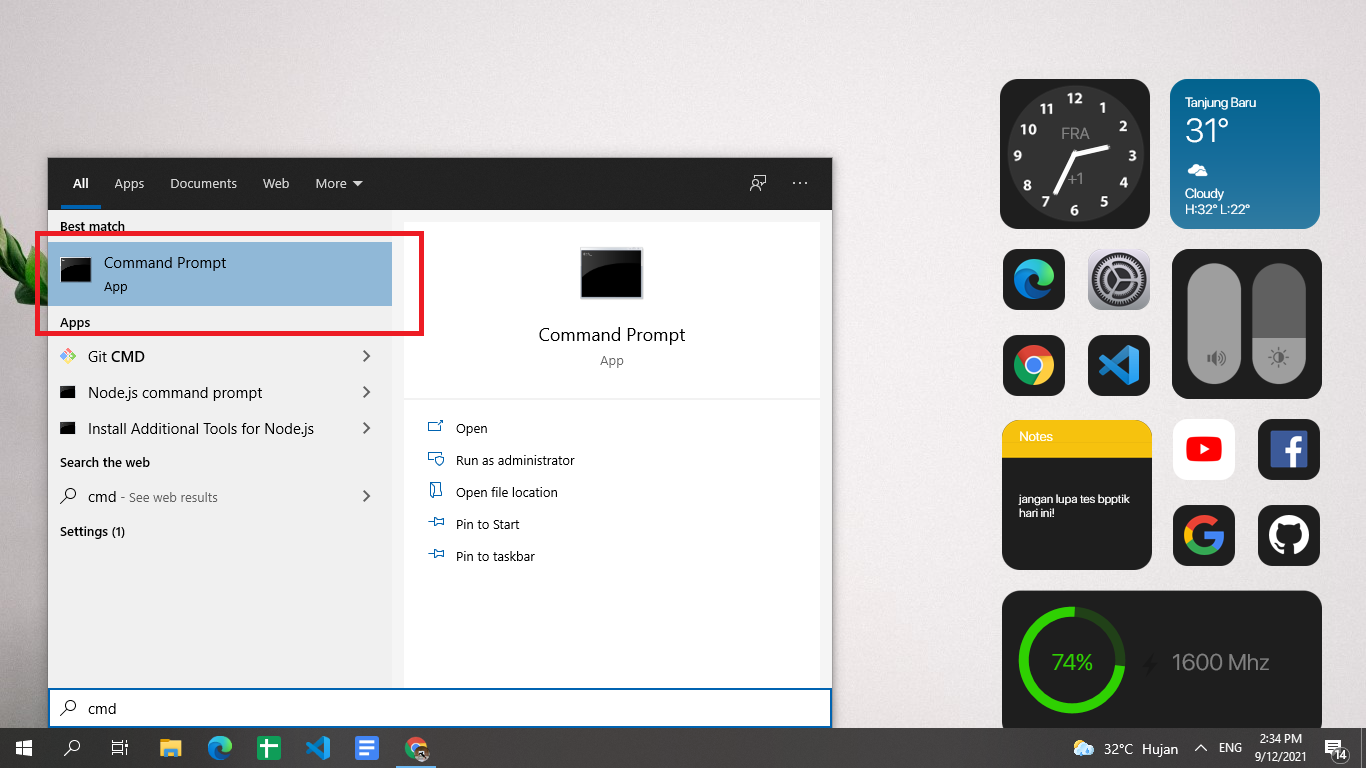 All Apps Documents Web More
Best match
Command Prompt
App
Apps
Git CMD
Node.js command prompt
Install Additional Tools for Node.js
Search the web
cmd - See web results
Settings (1)
Command Prompt
App
Open
Run as administrator
Open file location
Pin to Start
Pin to taskbar
cmd
12
1
2
3
4
5
6
7
8
9
10
11
FRA
+1
Tanjung Baru
31°
Cloudy
H:32° L:22°
Notes
jangan lupa tes bpptik
hari ini!
74%
1600 Mhz
32°C Hujan
ENG
2:34 PM
9/12/2021
14